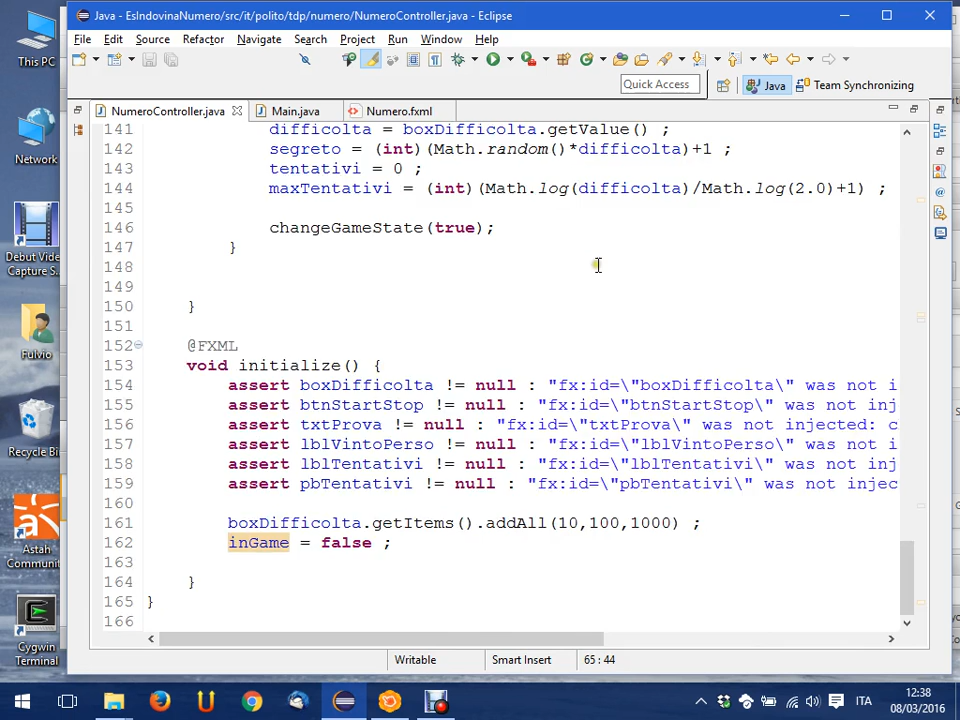 Java - EsIndovinaNumero/src/it/polito/tdp/numero/NumeroController.java - Eclipse
File Edit Source Refactor Navigate Search Project Run Window Help
Quick Access Java Team Synchronizing
NumeroController.java Main.java Numero.fxml
141 difficolta = boxDifficolta.getValue() ;
142 segreto = (int)(Math.random()*difficolta)+1 ;
143 tentativi = 0 ;
144 maxTentativi = (int)(Math.log(difficolta)/Math.log(2.0)+1) ;
145
146 changeGameState(true);
147 }
148
149
150 }
151
152 @FXML
153 void initialize() {
154 assert boxDifficolta != null : "fx:id=\"boxDifficolta\" was not i
155 assert btnStartStop != null : "fx:id=\"btnStartStop\" was not inj
156 assert txtProva != null : "fx:id=\"txtProva\" was not injected: c
157 assert lblVintoPerso != null : "fx:id=\"lblVintoPerso\" was not i
158 assert lblTentativi != null : "fx:id=\"lblTentativi\" was not inj
159 assert pbTentativi != null : "fx:id=\"pbTentativi\" was not injec
160
161 boxDifficolta.getItems().addAll(10,100,1000) ;
162 inGame = false ;
163
164 }
165 }
166
Writable Smart Insert 65 : 44
This PC
Network
Debut Video
Capture S...
Fulvio
Recycle Bi
Astah
Communit
Cygwin
Terminal
ITA
12:38
08/03/2016